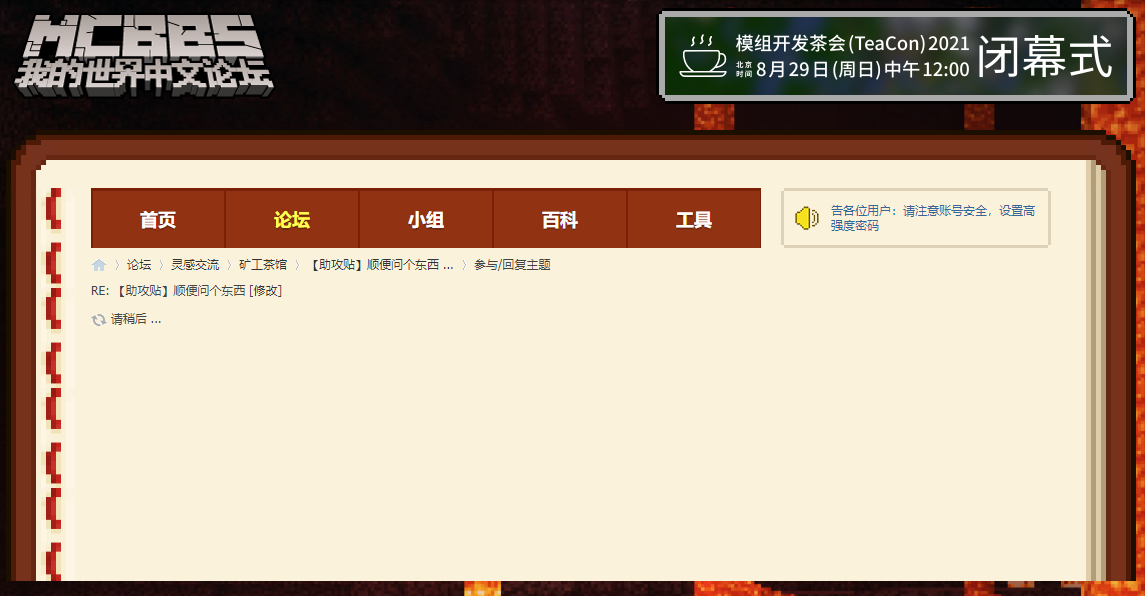 MCBBS
我的世界中文论坛
模组开发茶会(TeaCon)2021
北京时间 8月29日(周日)中午12:00
闭幕式
首页 论坛 小组 百科 工具
告各位用户：请注意账号安全，设置高
强度密码
〉 论坛 〉 灵感交流 〉 矿工茶馆 〉 【助攻贴】顺便问个东西 ... 〉 参与/回复主题
RE: 【助攻贴】顺便问个东西 [修改]
请稍后 ...